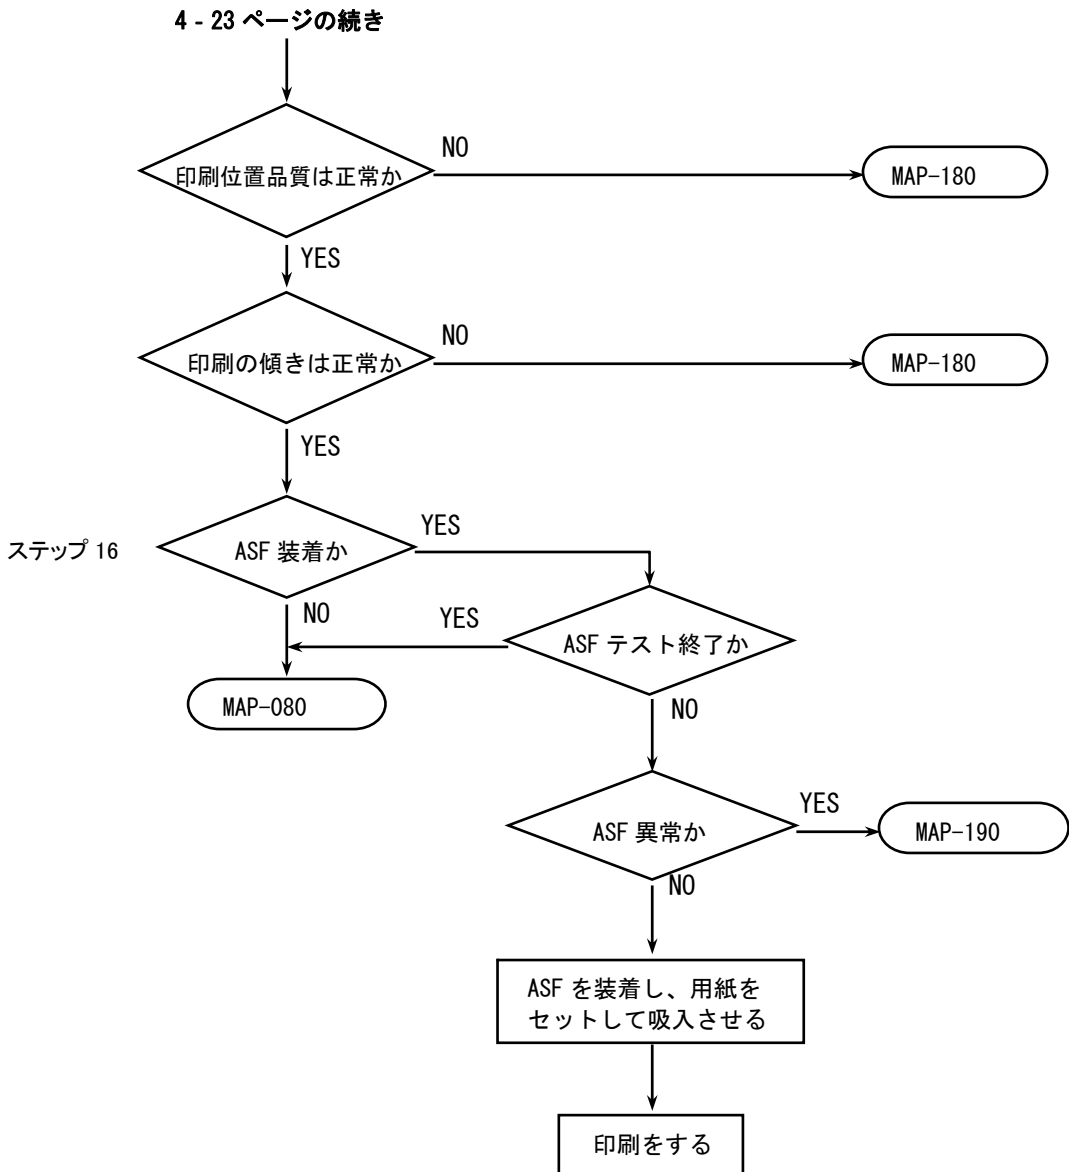 4 - 23 ページの続き
印刷位置品質は正常か
NO
MAP-180
YES
印刷の傾きは正常か
NO
MAP-180
YES
ステップ 16
ASF 装着か
YES
NO
YES
ASF テスト終了か
MAP-080
NO
ASF 異常か
YES
MAP-190
NO
ASF を装着し、用紙を
セットして吸入させる
印刷をする